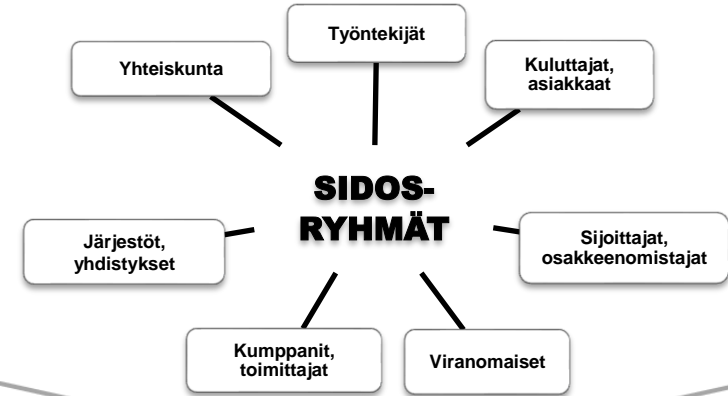 Työntekijät
Yhteiskunta
Kuluttajat,
asiakkaat
SIDOS-
RYHMÄT
Järjestöt,
yhdistykset
Sijoittajat,
osakkeenomistajat
Kumppanit,
toimittajat
Viranomaiset